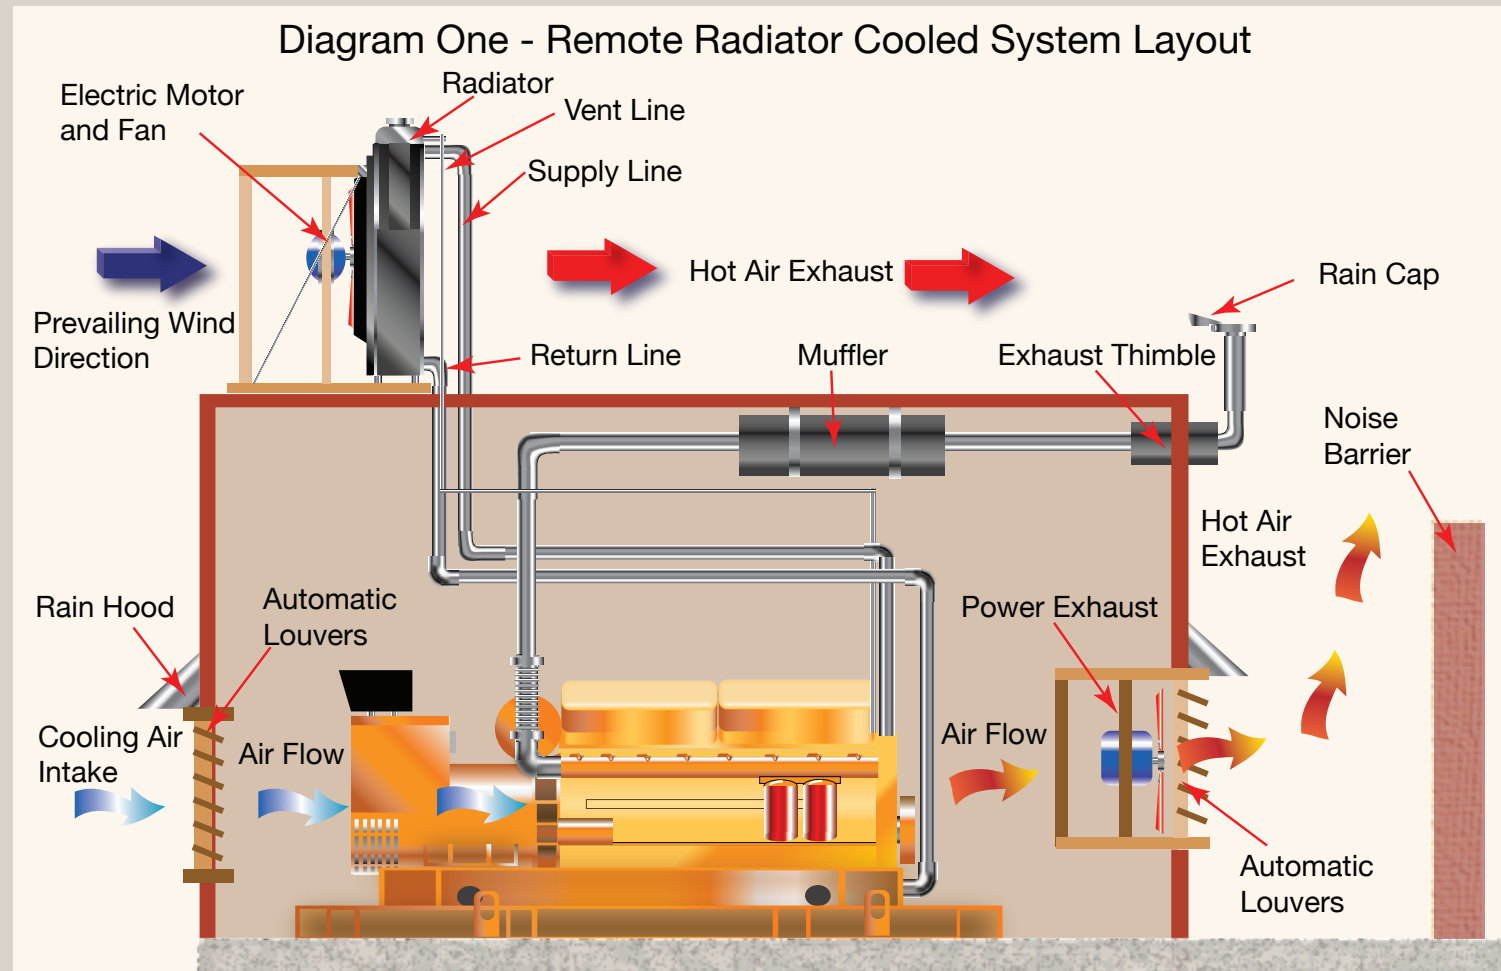 Diagram One - Remote Radiator Cooled System Layout
Electric Motor
and Fan
Radiator
Vent Line
Supply Line
Prevailing Wind
Direction
Hot Air Exhaust
Rain Cap
Return Line
Muffler
Exhaust Thimble
Noise
Barrier
Hot Air
Exhaust
Rain Hood
Automatic
Louvers
Power Exhaust
Cooling Air
Intake
Air Flow
Air Flow
Automatic
Louvers